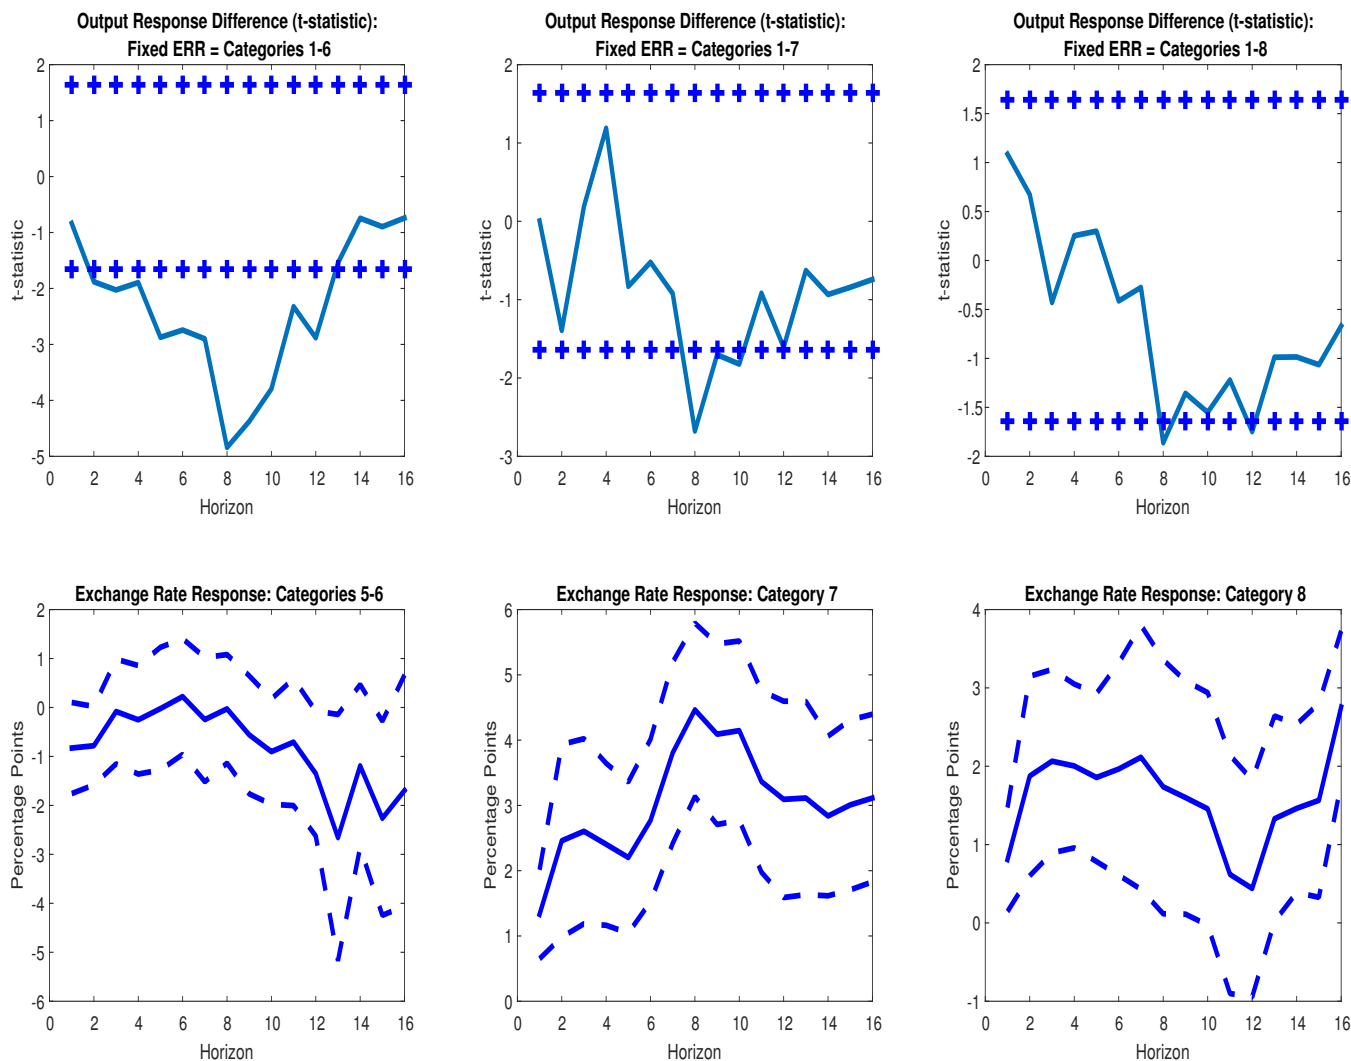 Output Response Difference (t-statistic):
Fixed ERR = Categories 1-6
2
1
0
-1
-2
-3
-4
-5
t-statistic
0 2 4 6 8 10 12 14 16
Horizon
Output Response Difference (t-statistic):
Fixed ERR = Categories 1-7
2
1
0
-1
-2
-3
t-statistic
0 2 4 6 8 10 12 14 16
Horizon
Output Response Difference (t-statistic):
Fixed ERR = Categories 1-8
2
1.5
1
0.5
0
-0.5
-1
-1.5
-2
t-statistic
0 2 4 6 8 10 12 14 16
Horizon
Exchange Rate Response: Categories 5-6
2
1
0
-1
-2
-3
-4
-5
-6
Percentage Points
0 2 4 6 8 10 12 14 16
Horizon
Exchange Rate Response: Category 7
6
5
4
3
2
1
0
Percentage Points
0 2 4 6 8 10 12 14 16
Horizon
Exchange Rate Response: Category 8
4
3
2
1
0
-1
Percentage Points
0 2 4 6 8 10 12 14 16
Horizon